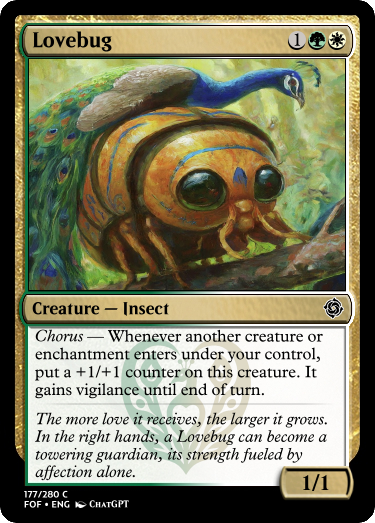 Lovebug 1
Creature — Insect
Chorus — Whenever another creature or
enchantment enters under your control,
put a +1/+1 counter on this creature. It
gains vigilance until end of turn.
The more love it receives, the larger it grows.
In the right hands, a Lovebug can become a
towering guardian, its strength fueled by
affection alone.
1/1
177/280 C
FOF • ENG ChatGPT